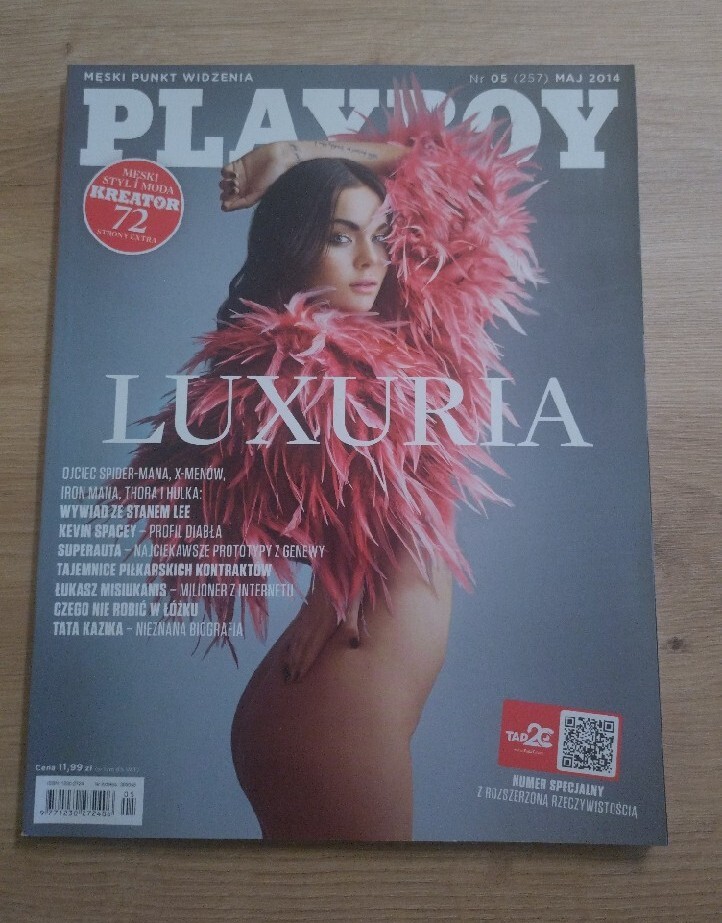 MĘSKI PUNKT WIDZENIA
Nr 05 (257) MAJ 2014
PLAYBOY
MĘSKI
STYL I MODA
KREATOR
72
STRONY EXTRA
LUXURIA
OJCIEC SPIDER-MANA, X-MENÓW,
IRON MANA, THORA I HULKA:
WYWIAD ZE STANEM LEE
KEVIN SPACEY – PROFIL DIABŁA
SUPERAUTA – NAJCIEKAWSZE PROTOTYPY Z GENEWY
TAJEMNICE PIŁKARSKICH KONTRAKTÓW
ŁUKASZ MISIUKANIS – MILIONER Z INTERNETU
CZEGO NIE ROBIĆ W ŁÓŻKU
TATA KAZIKA – NIEZNANA BIOGRAFIA
TAP2C
NUMER SPECJALNY
Z ROZSZERZONĄ RZECZYWISTOŚCIĄ
Cena 11,99 zł
05